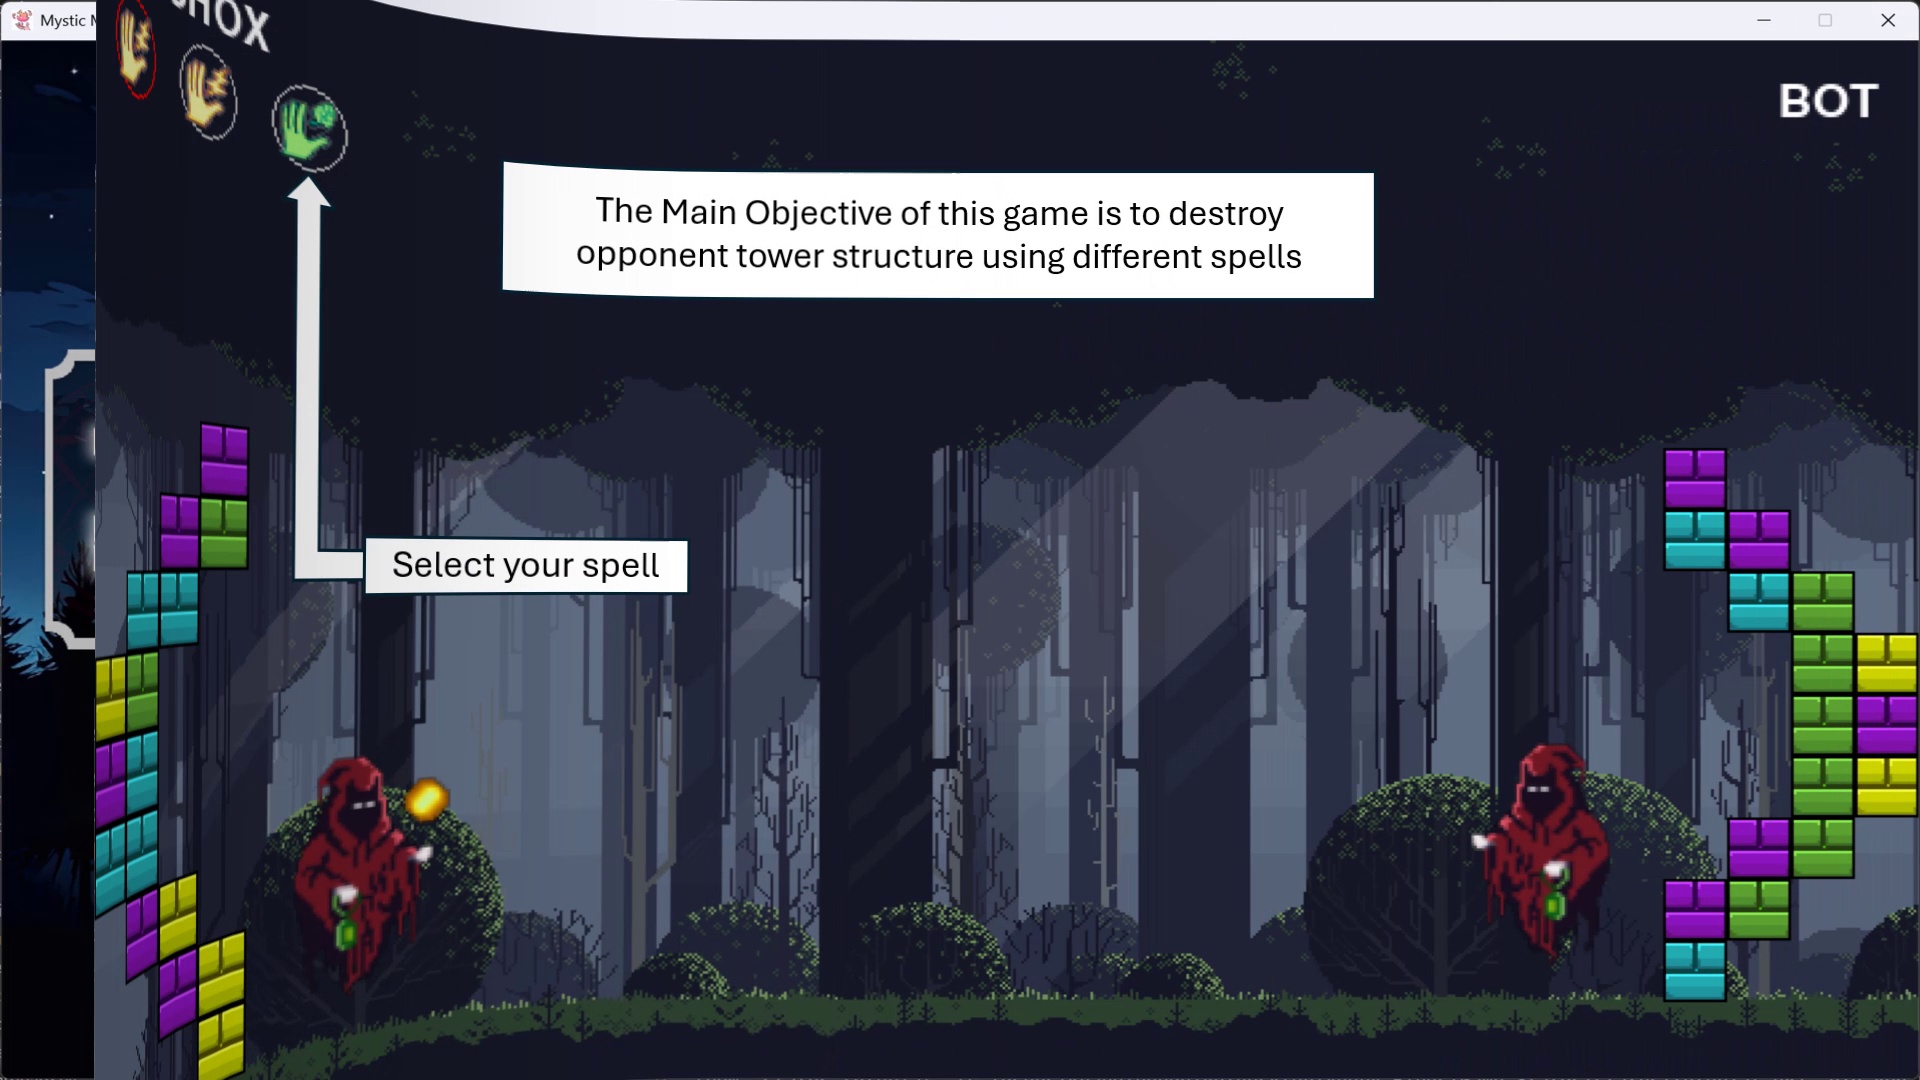 Mystic
BOT
The Main Objective of this game is to destroy
opponent tower structure using different spells
Select your spell